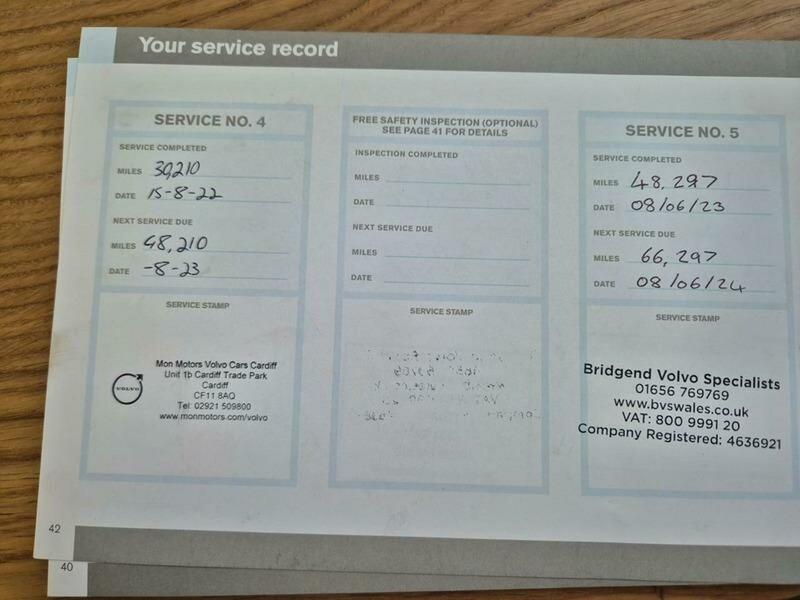 Your service record
SERVICE NO. 4
SERVICE COMPLETED
MILES 30,210
DATE 15-8-22
NEXT SERVICE DUE
MILES 48,210
DATE -8-23
SERVICE STAMP
VOLVO
Mon Motors Volvo Cars Cardiff
Unit 1b Cardiff Trade Park
Cardiff
CF11 8AQ
Tel: 02921 509800
www.monmotors.com/volvo
FREE SAFETY INSPECTION (OPTIONAL)
SEE PAGE 41 FOR DETAILS
INSPECTION COMPLETED
MILES
DATE
NEXT SERVICE DUE
MILES
DATE
SERVICE STAMP
SERVICE NO. 5
SERVICE COMPLETED
MILES 48,297
DATE 08/06/23
NEXT SERVICE DUE
MILES 66,297
DATE 08/06/24
SERVICE STAMP
Bridgend Volvo Specialists
01656 769769
www.bvswales.co.uk
VAT: 800 9991 20
Company Registered: 4636921
42
40